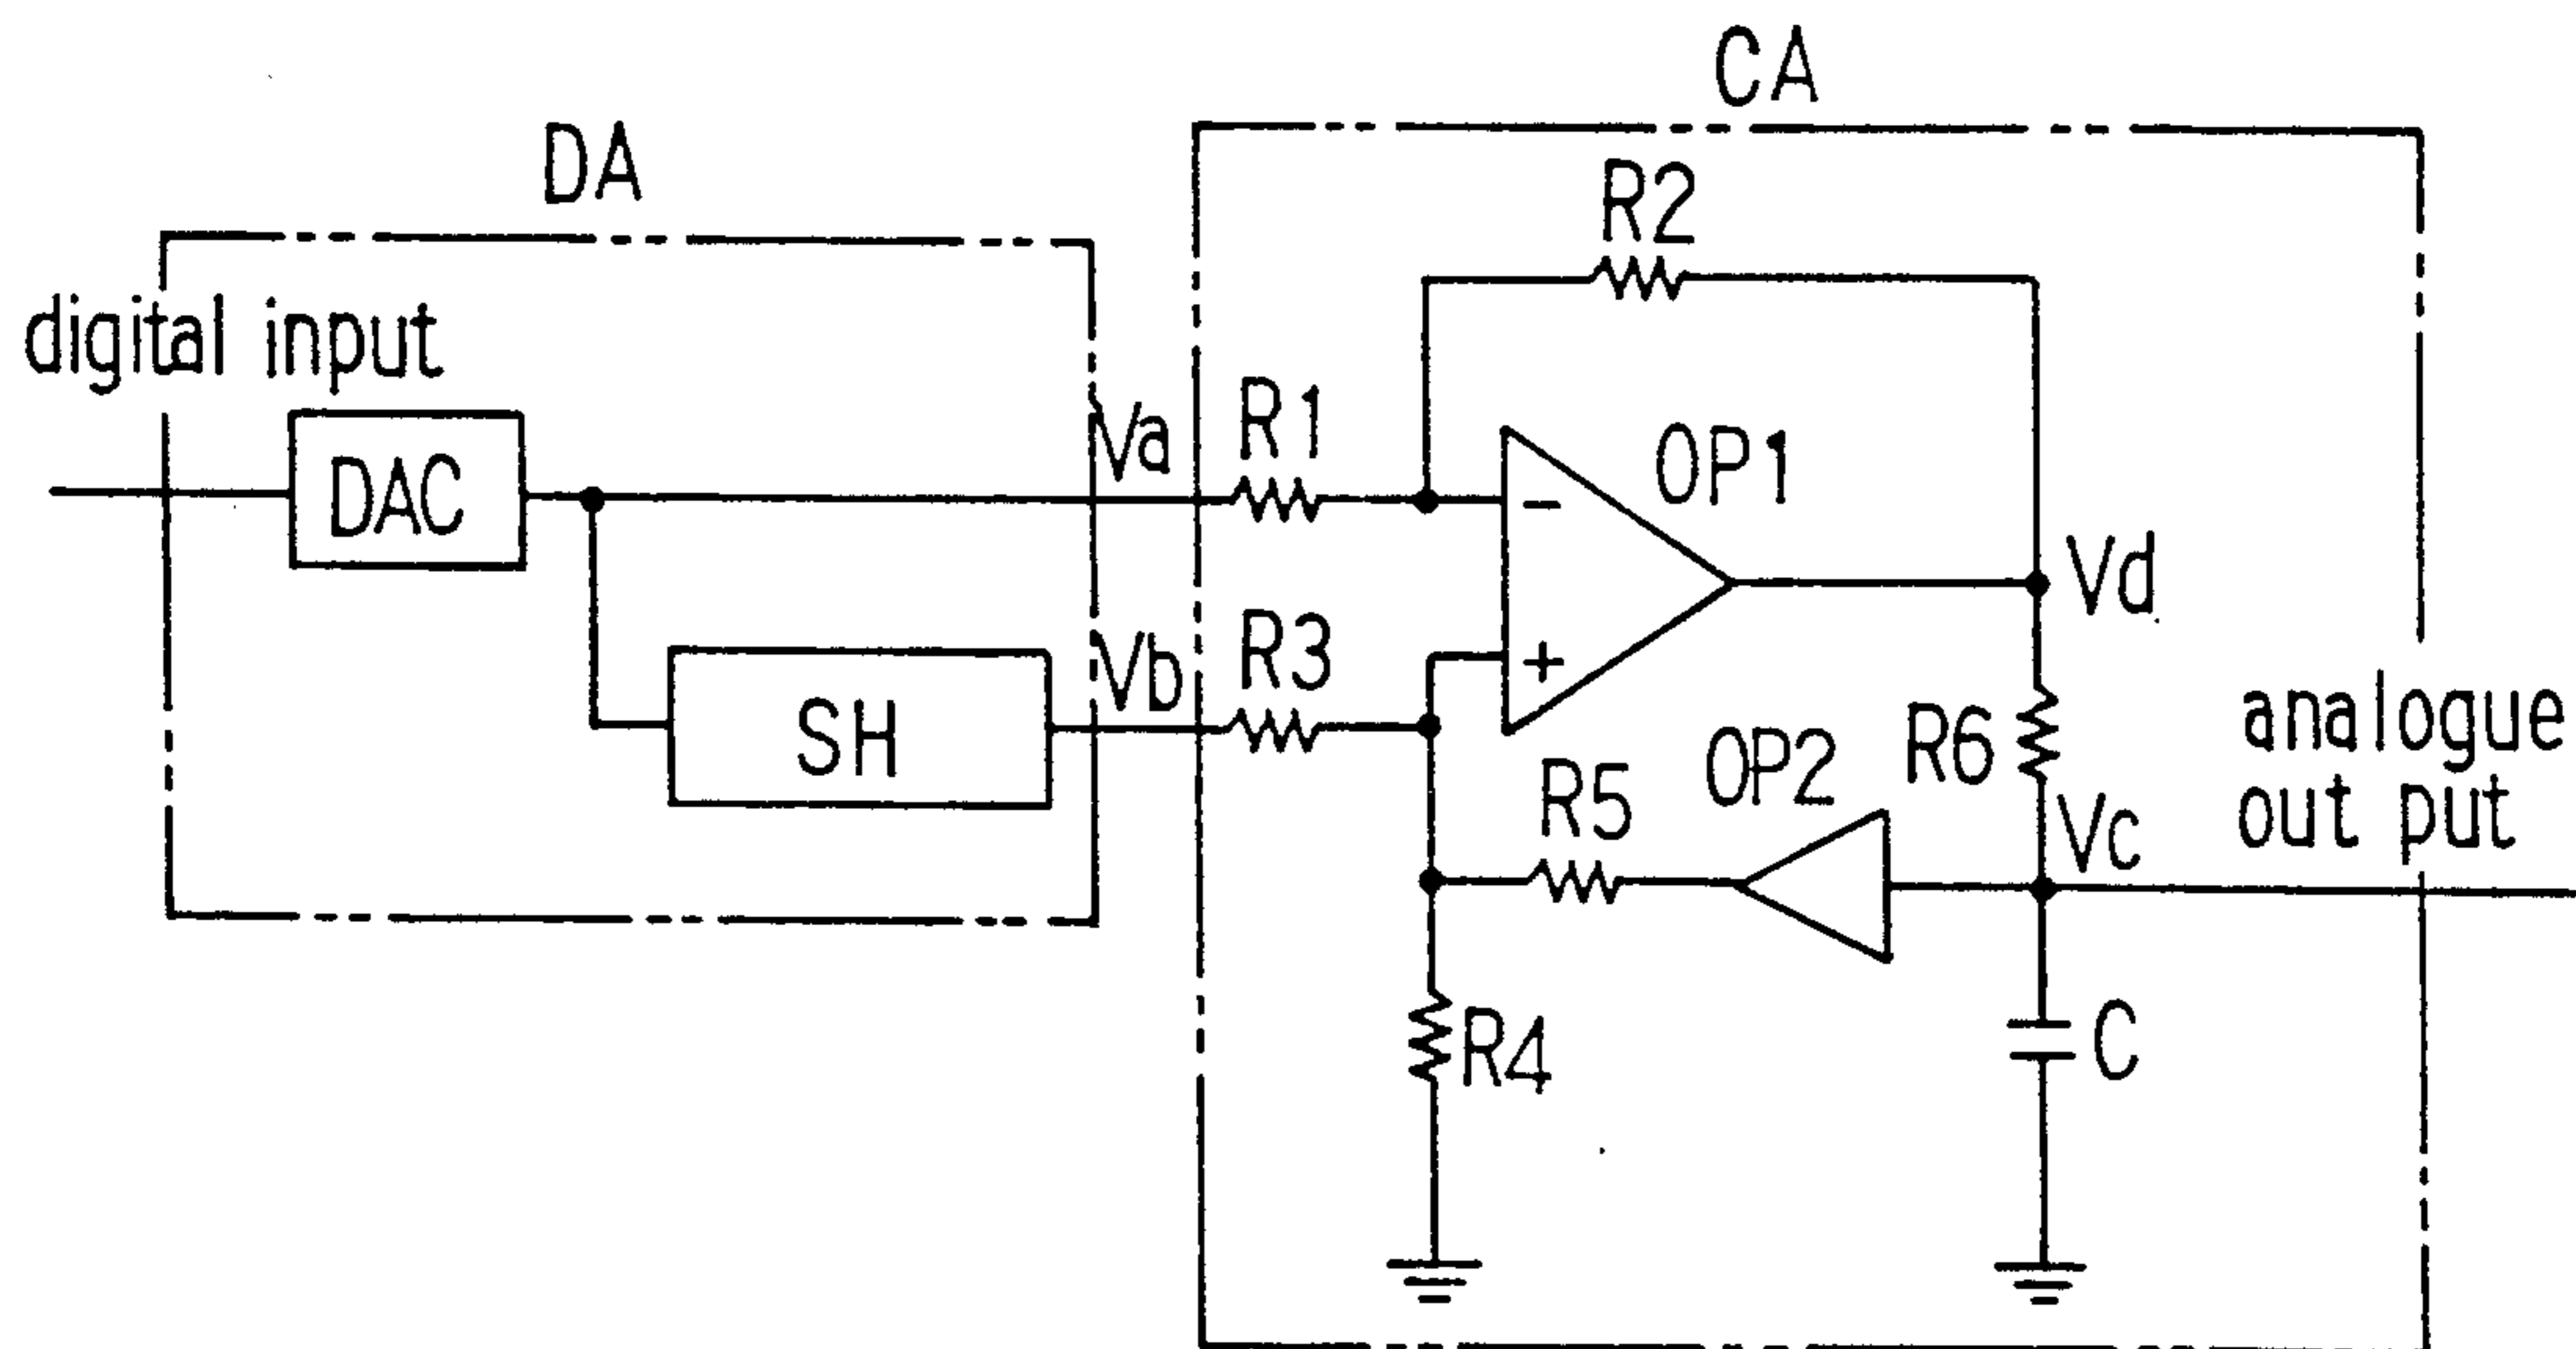 CA
DA
R2
digital input
Va
R1
OP1
DAC
-
Vd
Vb
R3
+
SH
R6
analogue
out put
R5
OP2
Vc
R4
C